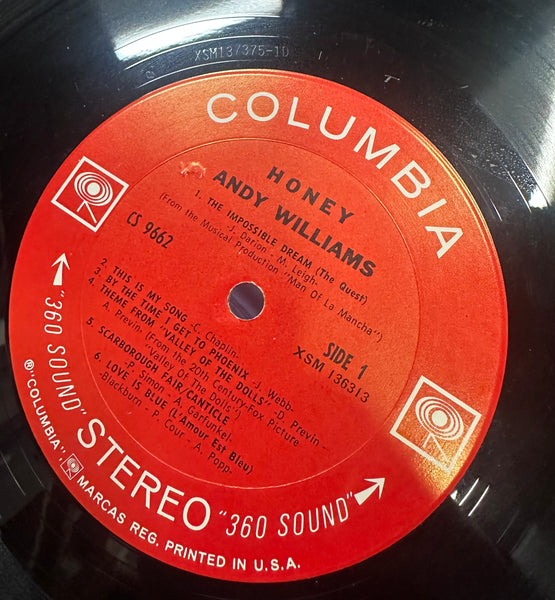 XSM137375-1D
COLUMBIA
HONEY
ANDY WILLIAMS
1. THE IMPOSSIBLE DREAM (The Quest)
-J. Darion - M. Leigh-
(From the Musical Production "Man Of La Mancha")
CS 9662
SIDE 1
XSM 136313
2. THIS IS MY SONG -C. Chaplin-
3. BY THE TIME I GET TO PHOENIX -J. Webb-
4. THEME FROM "VALLEY OF THE DOLLS" -D. Previn -
A. Previn- (From the 20th Century-Fox Picture
"Valley Of The Dolls")
5. SCARBOROUGH FAIR/CANTICLE
-P. Simon - A. Garfunkel-
6. LOVE IS BLUE (L'Amour Est Bleu)
-Blackburn - P. Cour - A. Popp-
"360 SOUND" STEREO "360 SOUND"
® "COLUMBIA", MARCAS REG. PRINTED IN U.S.A.